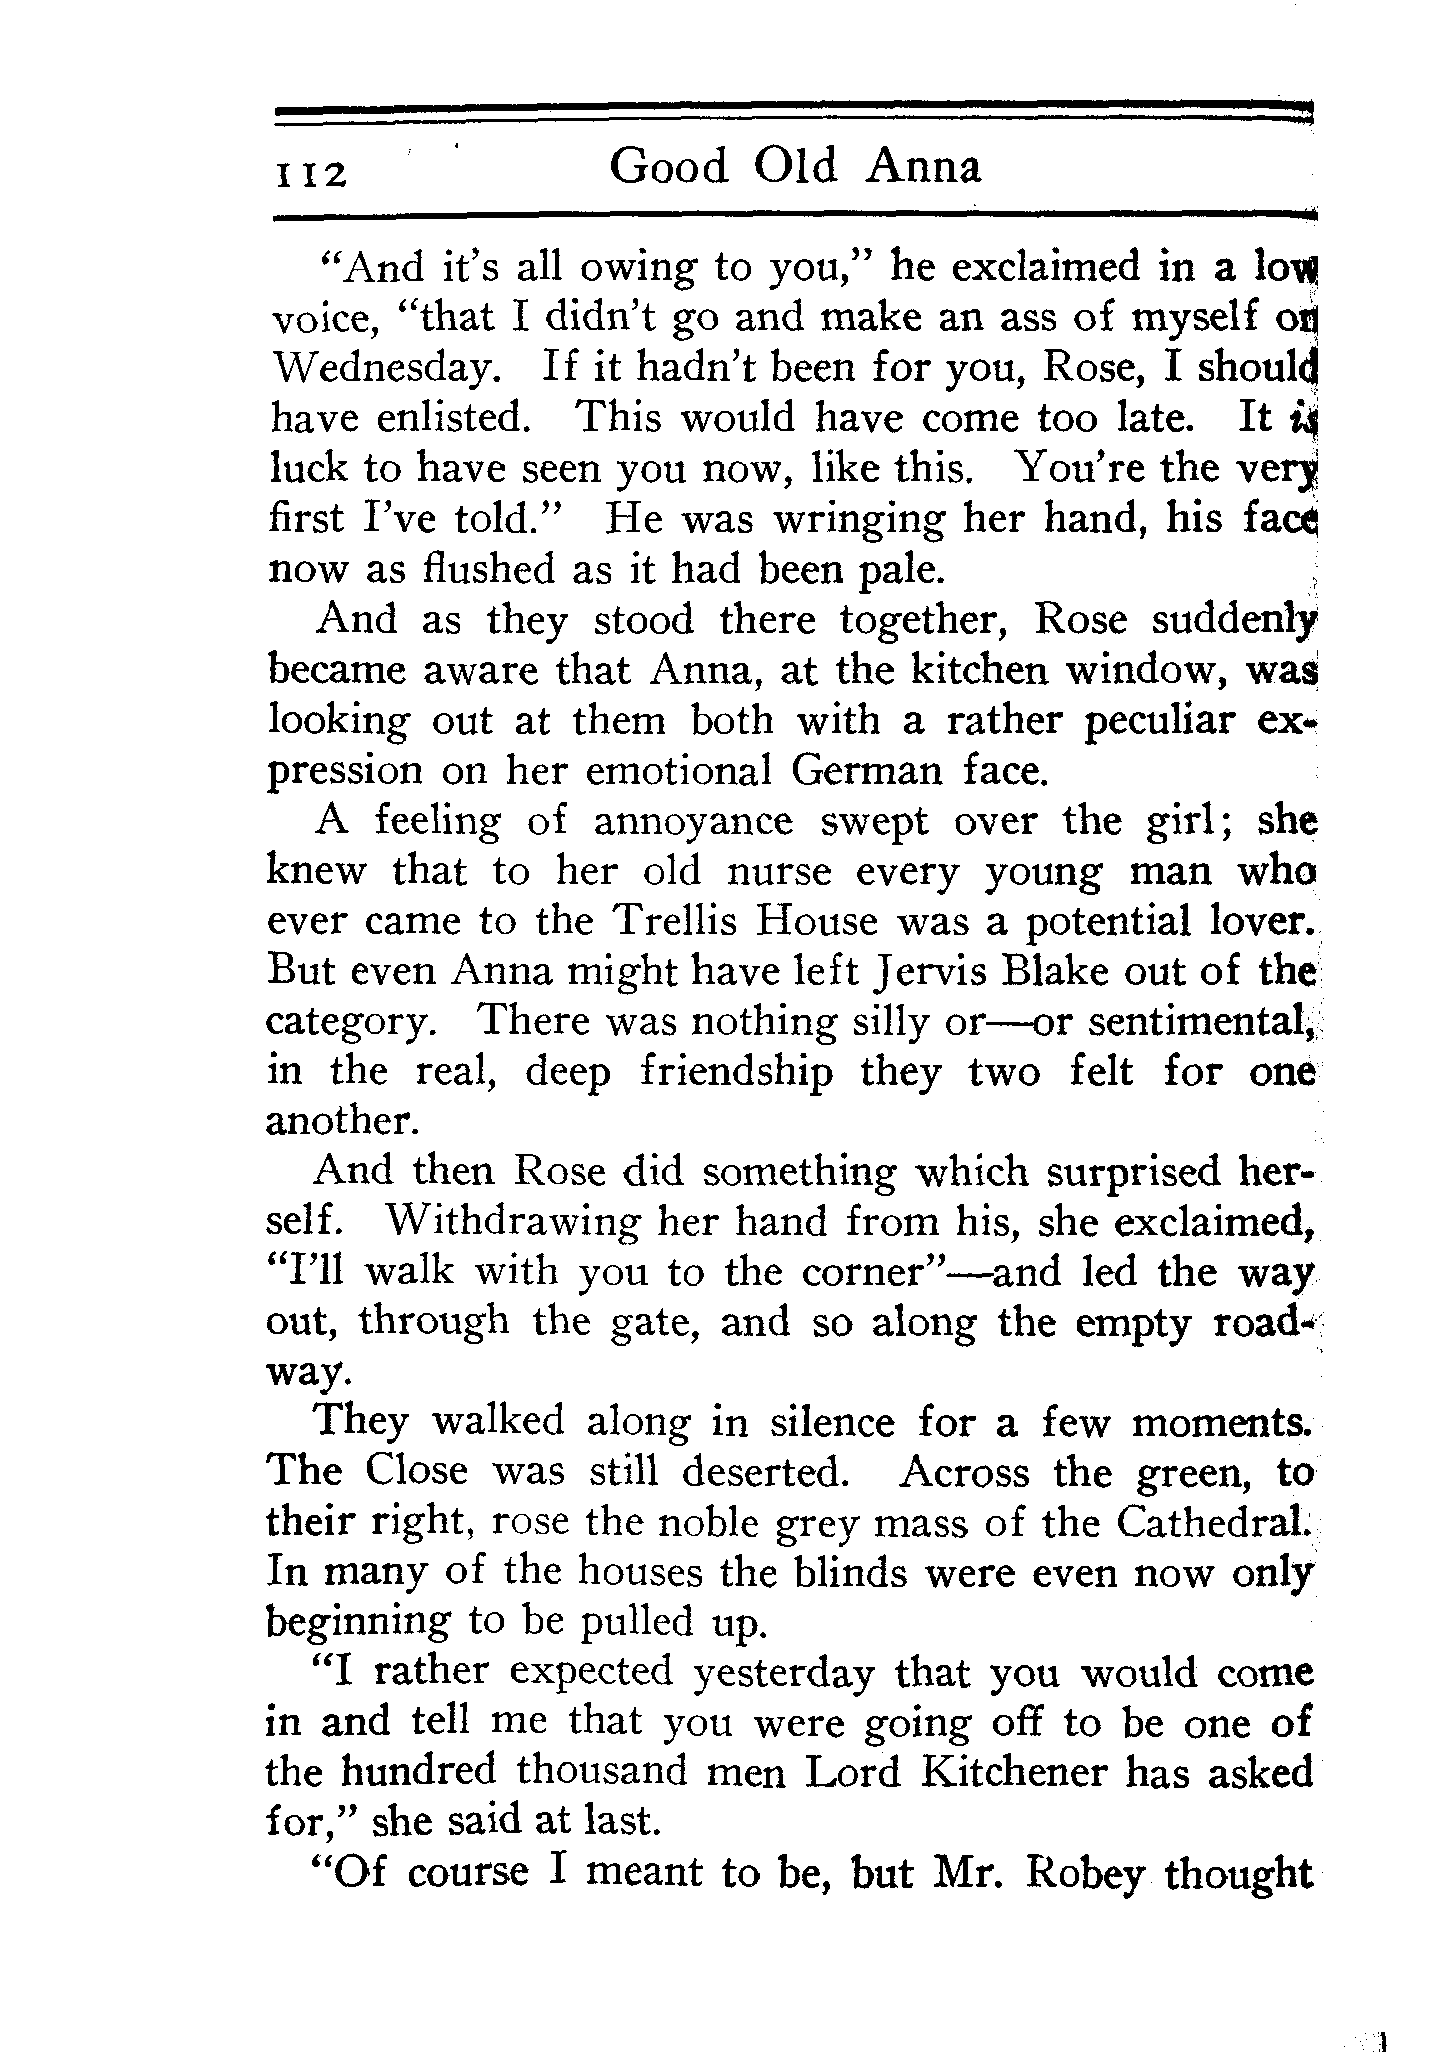 112 Good Old Anna
“And it's all owing to you,” he exclaimed in a low
voice, “that I didn't go and make an ass of myself on
Wednesday. If it hadn't been for you, Rose, I should
have enlisted. This would have come too late. It is
luck to have seen you now, like this. You're the very
first I've told.” He was wringing her hand, his face
now as flushed as it had been pale.
And as they stood there together, Rose suddenly
became aware that Anna, at the kitchen window, was
looking out at them both with a rather peculiar ex-
pression on her emotional German face.
A feeling of annoyance swept over the girl; she
knew that to her old nurse every young man who
ever came to the Trellis House was a potential lover.
But even Anna might have left Jervis Blake out of the
category. There was nothing silly or—or sentimental,
in the real, deep friendship they two felt for one
another.
And then Rose did something which surprised her-
self. Withdrawing her hand from his, she exclaimed,
“I'll walk with you to the corner”—and led the way
out, through the gate, and so along the empty road-
way.
They walked along in silence for a few moments.
The Close was still deserted. Across the green, to
their right, rose the noble grey mass of the Cathedral.
In many of the houses the blinds were even now only
beginning to be pulled up.
“I rather expected yesterday that you would come
in and tell me that you were going off to be one of
the hundred thousand men Lord Kitchener has asked
for,” she said at last.
“Of course I meant to be, but Mr. Robey thought